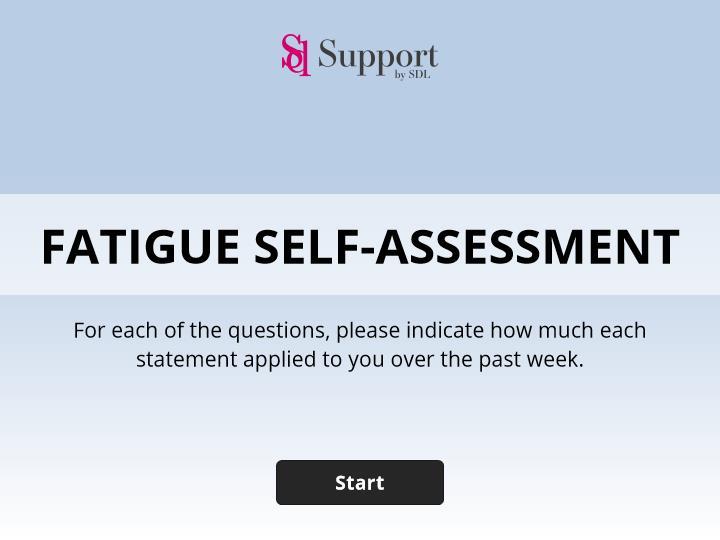 Sdl Support
by SDL
FATIGUE SELF-ASSESSMENT
For each of the questions, please indicate how much each
statement applied to you over the past week.
Start